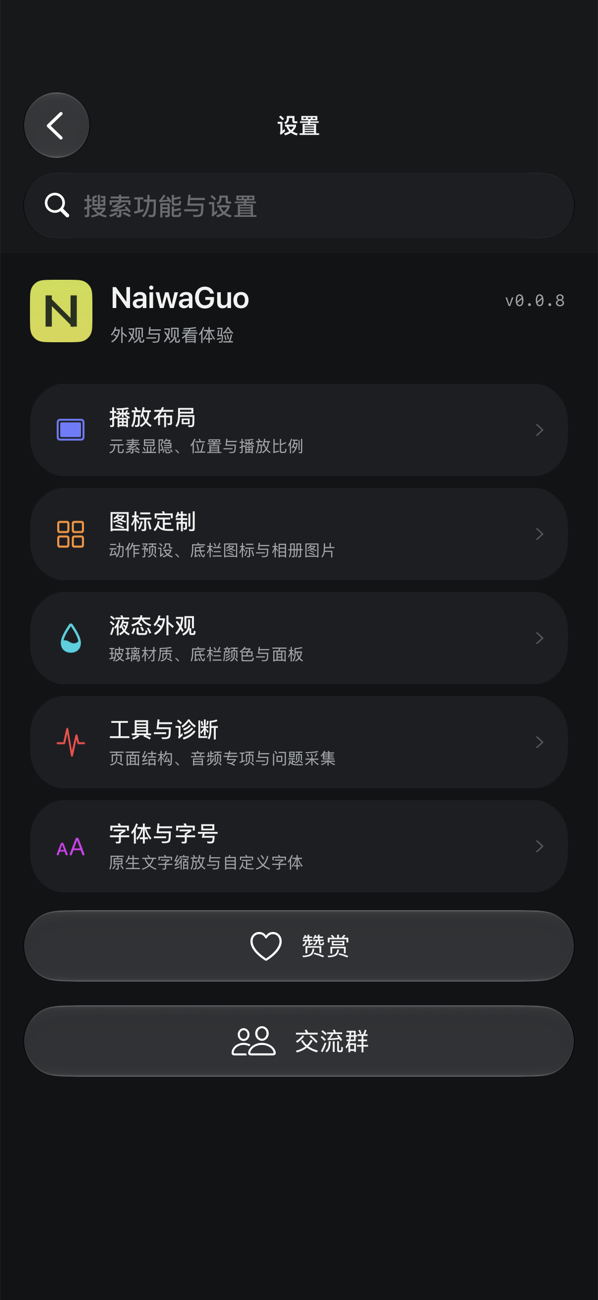 设置
搜索功能与设置
N
NaiwaGuo
v0.0.8
外观与观看体验
播放布局
元素显隐、位置与播放比例
图标定制
动作预设、底栏图标与相册图片
液态外观
玻璃材质、底栏颜色与面板
工具与诊断
页面结构、音频专项与问题采集
AA
字体与字号
原生文字缩放与自定义字体
赞赏
交流群